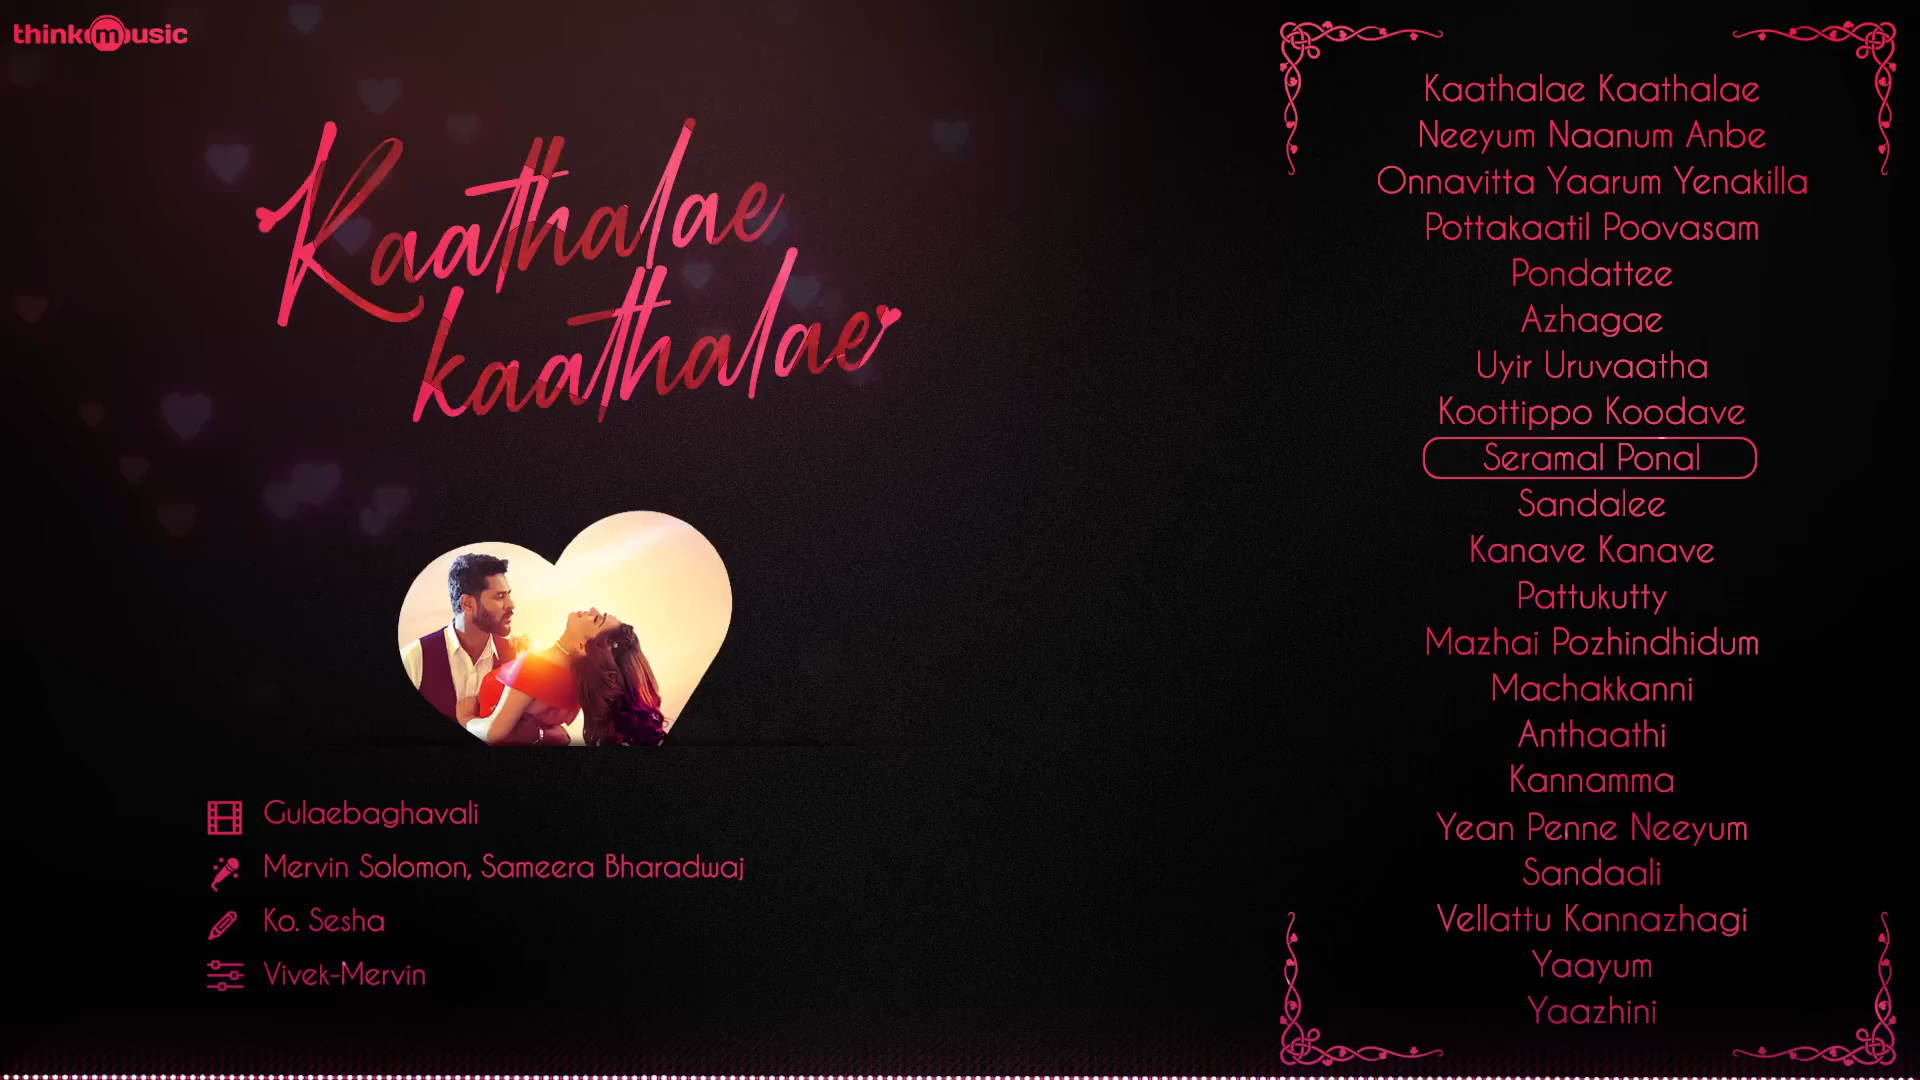 thinkmusic
Kaathalae
kaathalae
Gulaebaghavali
Mervin Solomon, Sameera Bharadwaj
Ko. Sesha
Vivek-Mervin
Kaathalae Kaathalae
Neeyum Naanum Anbe
Onnavitta Yaarum Yenakilla
Pottakaatil Poovasam
Pondattee
Azhagae
Uyir Uruvaatha
Koottippo Koodave
Seramal Ponal
Sandalee
Kanave Kanave
Pattukutty
Mazhai Pozhindhidum
Machakkanni
Anthaathi
Kannamma
Yean Penne Neeyum
Sandaali
Vellattu Kannazhagi
Yaayum
Yaazhini